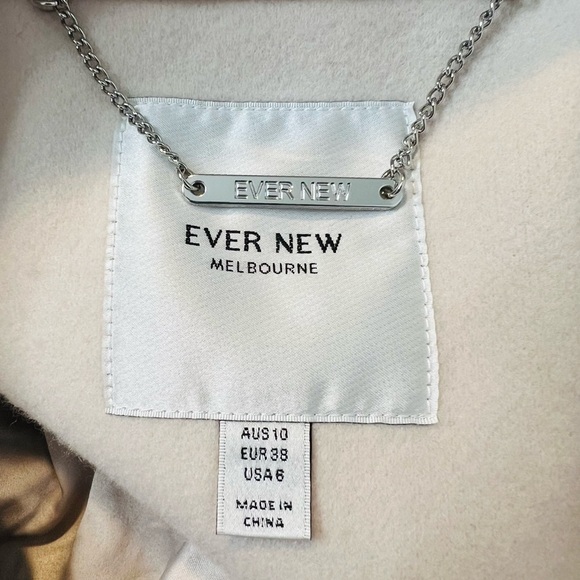 EVER NEW
EVER NEW
MELBOURNE
AUS10
EUR38
USA6
MADE IN
CHINA